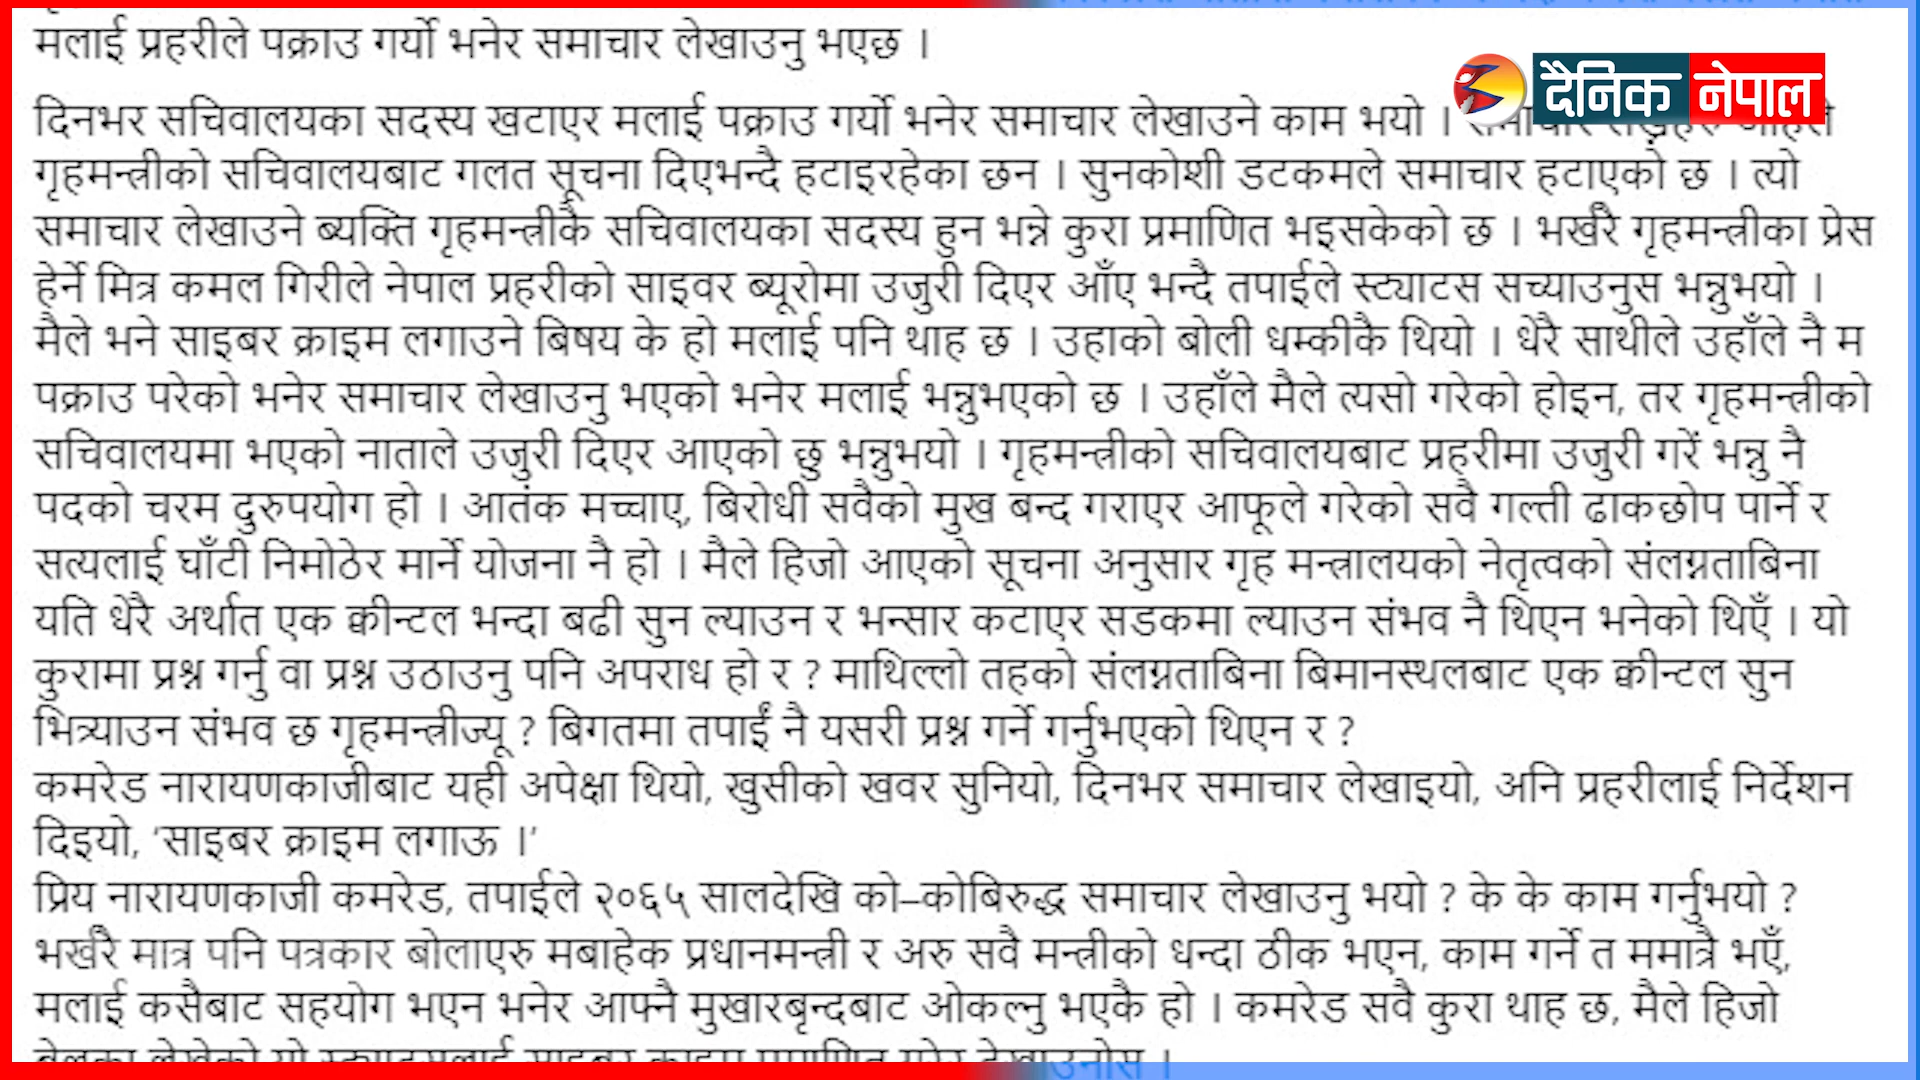 मलाई प्रहरीले पक्राउ गर्यो भनेर समाचार लेखाउनु भएछ ।
दैनिक नेपाल
दिनभर सचिवालयका सदस्य खटाएर मलाई पक्राउ गर्यो भनेर समाचार लेखाउने काम भयो ।
गृहमन्त्रीको सचिवालयबाट गलत सूचना दिएभन्दै हटाइरहेका छन । सुनकोशी डटकमले समाचार हटाएको छ । त्यो
समाचार लेखाउने ब्यक्ति गृहमन्त्रीकै सचिवालयका सदस्य हुन भन्ने कुरा प्रमाणित भइसकेको छ । भर्खरै गृहमन्त्रीका प्रेस
हेर्ने मित्र कमल गिरीले नेपाल प्रहरीको साइवर ब्यूरोमा उजुरी दिएर आँए भन्दै तपाईले स्ट्याटस सच्याउनुस भन्नुभयो ।
मैले भने साइबर क्राइम लगाउने बिषय के हो मलाई पनि थाह छ । उहाको बोली धम्कीकै थियो । धेरै साथीले उहाँले नै म
पक्राउ परेको भनेर समाचार लेखाउनु भएको भनेर मलाई भन्नुभएको छ । उहाँले मैले त्यसो गरेको होइन, तर गृहमन्त्रीको
सचिवालयमा भएको नाताले उजुरी दिएर आएको छु भन्नुभयो । गृहमन्त्रीको सचिवालयबाट प्रहरीमा उजुरी गरें भन्नु नै
पदको चरम दुरुपयोग हो । आतंक मच्चाए, बिरोधी सवैको मुख बन्द गराएर आफूले गरेको सवै गल्ती ढाकछोप पार्ने र
सत्यलाई घाँटी निमोठेर मार्ने योजना नै हो । मैले हिजो आएको सूचना अनुसार गृह मन्त्रालयको नेतृत्वको संलग्नताबिना
यति धेरै अर्थात एक क्वीन्टल भन्दा बढी सुन ल्याउन र भन्सार कटाएर सडकमा ल्याउन संभव नै थिएन भनेको थिएँ । यो
कुरामा प्रश्न गर्नु वा प्रश्न उठाउनु पनि अपराध हो र ? माथिल्लो तहको संलग्नताबिना बिमानस्थलबाट एक क्वीन्टल सुन
भित्र्याउन संभव छ गृहमन्त्रीज्यू ? बिगतमा तपाईं नै यसरी प्रश्न गर्ने गर्नुभएको थिएन र ?
कमरेड नारायणकाजीबाट यही अपेक्षा थियो, खुसीको खवर सुनियो, दिनभर समाचार लेखाइयो, अनि प्रहरीलाई निर्देशन
दिइयो, ‘साइबर क्राइम लगाऊ ।’
प्रिय नारायणकाजी कमरेड, तपाईले २०६५ सालदेखि को–कोबिरुद्ध समाचार लेखाउनु भयो ? के के काम गर्नुभयो ?
भर्खरै मात्र पनि पत्रकार बोलाएरु मबाहेक प्रधानमन्त्री र अरु सवै मन्त्रीको धन्दा ठीक भएन, काम गर्ने त ममात्रै भएँ,
मलाई कसैबाट सहयोग भएन भनेर आफ्नै मुखारबृन्दबाट ओकल्नु भएकै हो । कमरेड सवै कुरा थाह छ, मैले हिजो